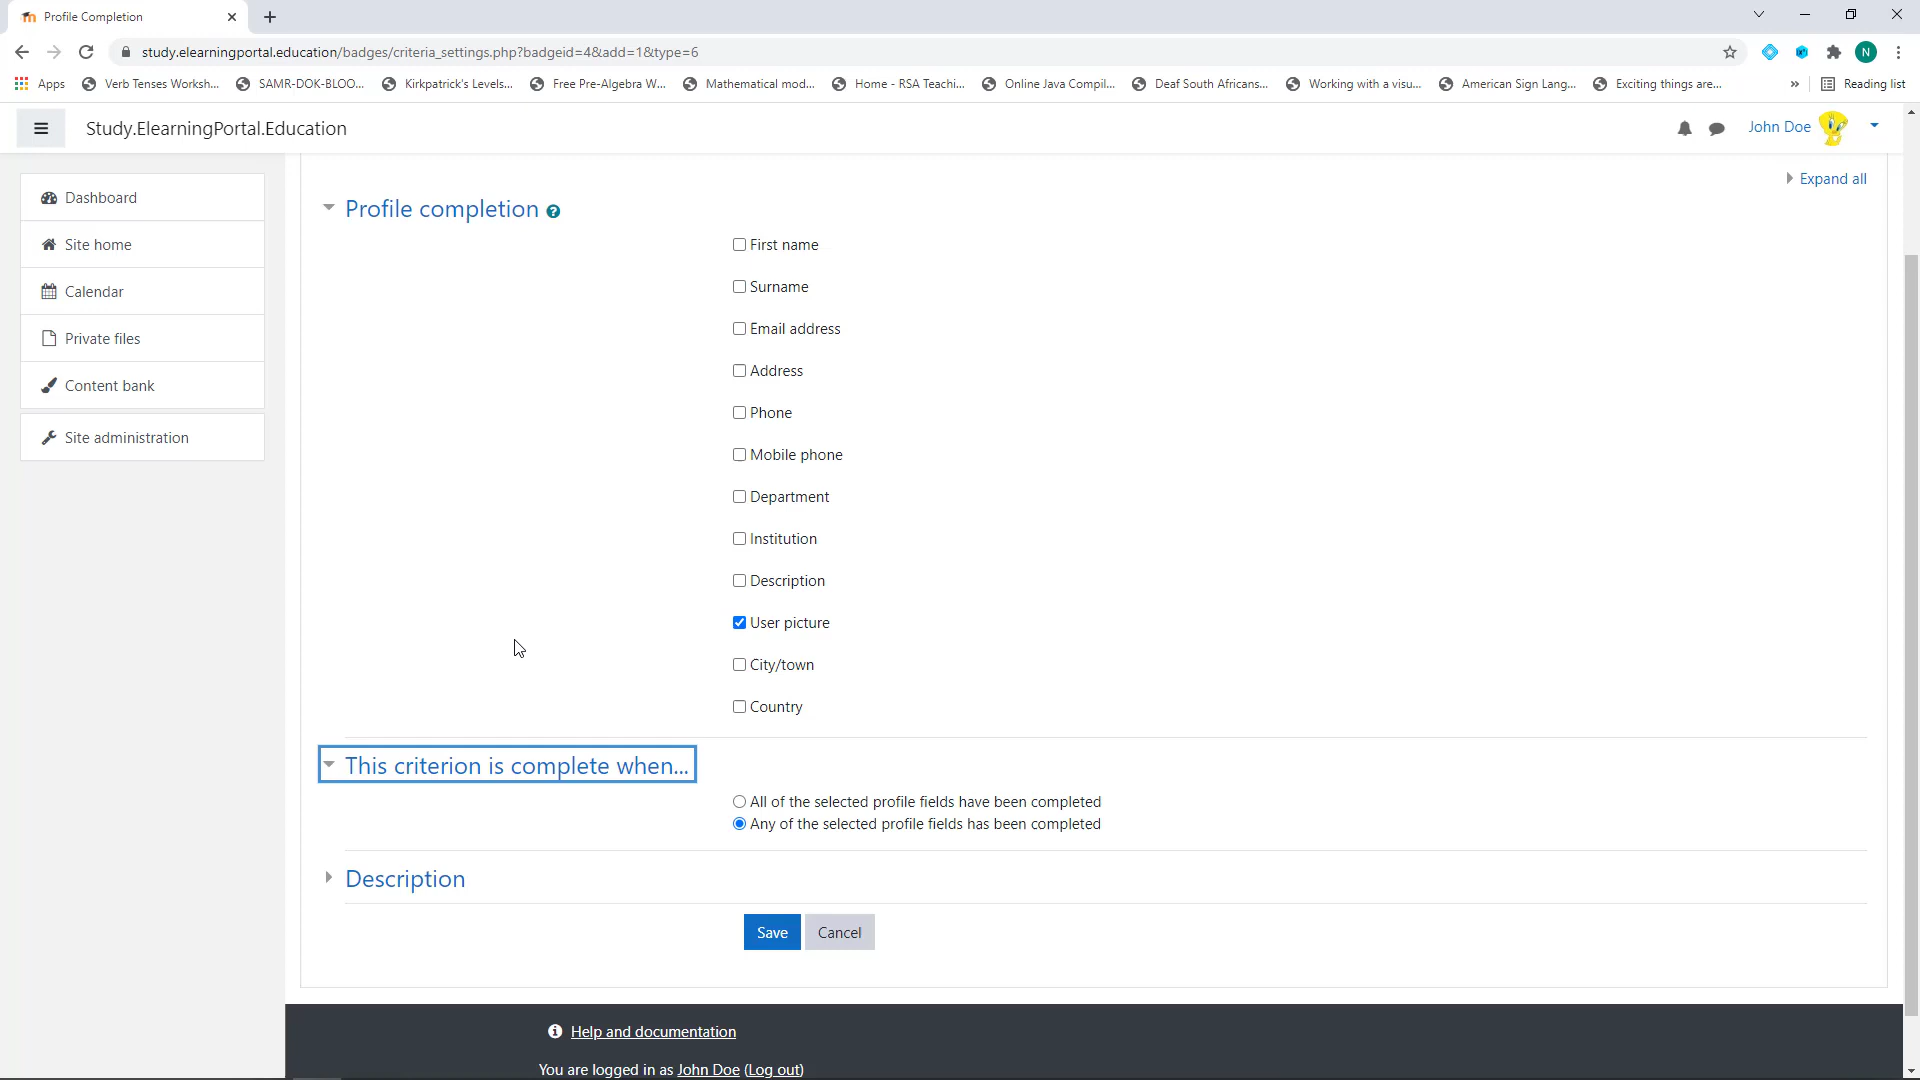 Profile Completion
study.elearningportal.education/badges/criteria_settings.php?badgeid=4&add=1&type=6
N
Apps
Verb Tenses Worksh...
SAMR-DOK-BLOO...
Kirkpatrick's Levels...
Free Pre-Algebra W...
Mathematical mod...
Home - RSA Teachi...
Online Java Compil...
Deaf South Africans...
Working with a visu...
American Sign Lang...
Exciting things are...
»
Reading list
Study.ElearningPortal.Education
John Doe
Dashboard
Site home
Calendar
Private files
Content bank
Site administration
Expand all
Profile completion
First name
Surname
Email address
Address
Phone
Mobile phone
Department
Institution
Description
User picture
City/town
Country
This criterion is complete when...
All of the selected profile fields have been completed
Any of the selected profile fields has been completed
Description
Save
Cancel
Help and documentation
You are logged in as John Doe (Log out)